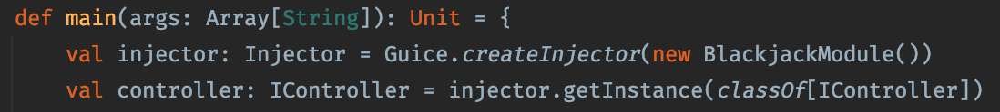 def main(args: Array[String]): Unit = {
val injector: Injector = Guice.createInjector(new BlackjackModule())
val controller: IController = injector.getInstance(classOf[IController])